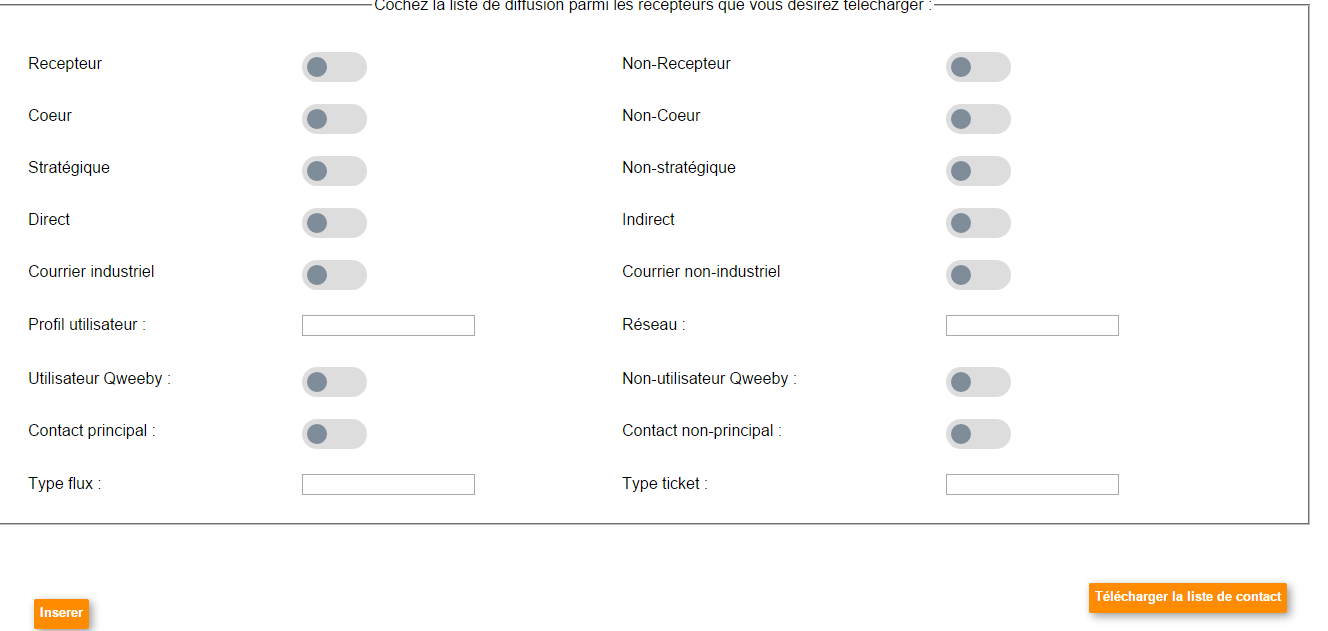 Cochez la liste de diffusion parmi les recepteurs que vous desirez telecharger :
Recepteur Non-Recepteur
Coeur Non-Coeur
Stratégique Non-stratégique
Direct Indirect
Courrier industriel Courrier non-industriel
Profil utilisateur : Réseau :
Utilisateur Qweeby : Non-utilisateur Qweeby :
Contact principal : Contact non-principal :
Type flux : Type ticket :
Télécharger la liste de contact
Inserer